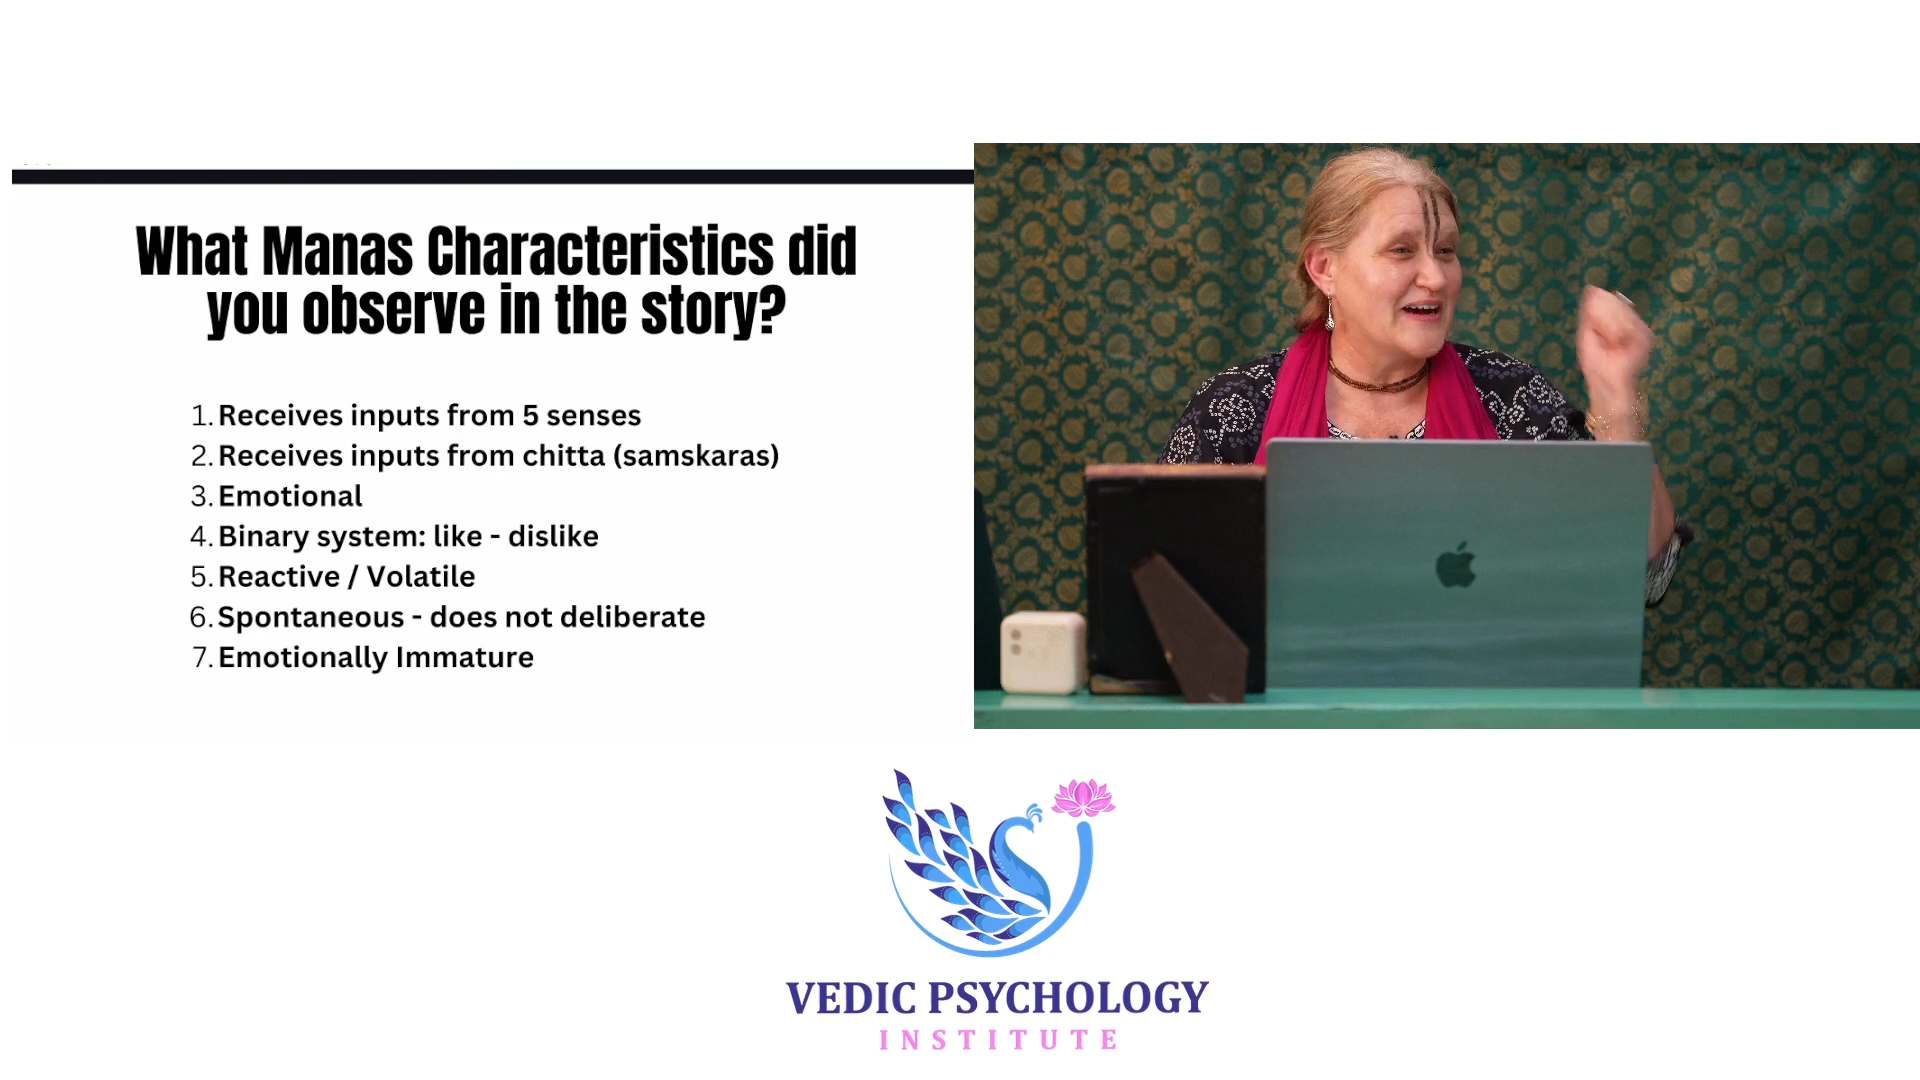 What Manas Characteristics did
you observe in the story?
1. Receives inputs from 5 senses
2. Receives inputs from chitta (samskaras)
3. Emotional
4. Binary system: like - dislike
5. Reactive / Volatile
6. Spontaneous - does not deliberate
7. Emotionally Immature
VEDIC PSYCHOLOGY
INSTITUTE